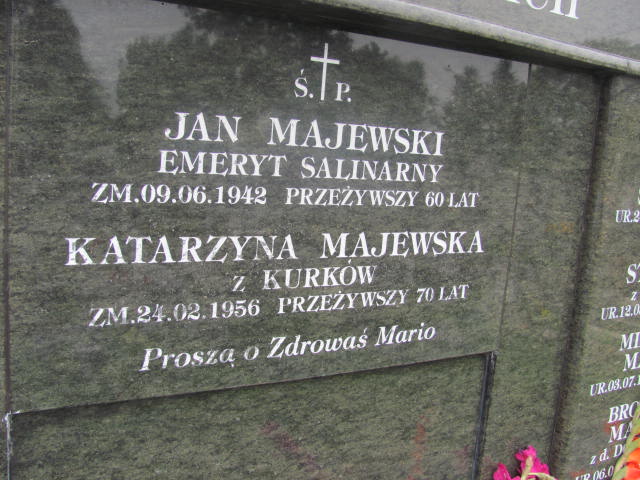 Ś. P.
JAN MAJEWSKI
EMERYT SALINARNY
ZM.09.06.1942 PRZEŻYWSZY 60 LAT
KATARZYNA MAJEWSKA
Z KURKÓW
ZM.24.02.1956 PRZEŻYWSZY 70 LAT
Proszą o Zdrowaś Mario